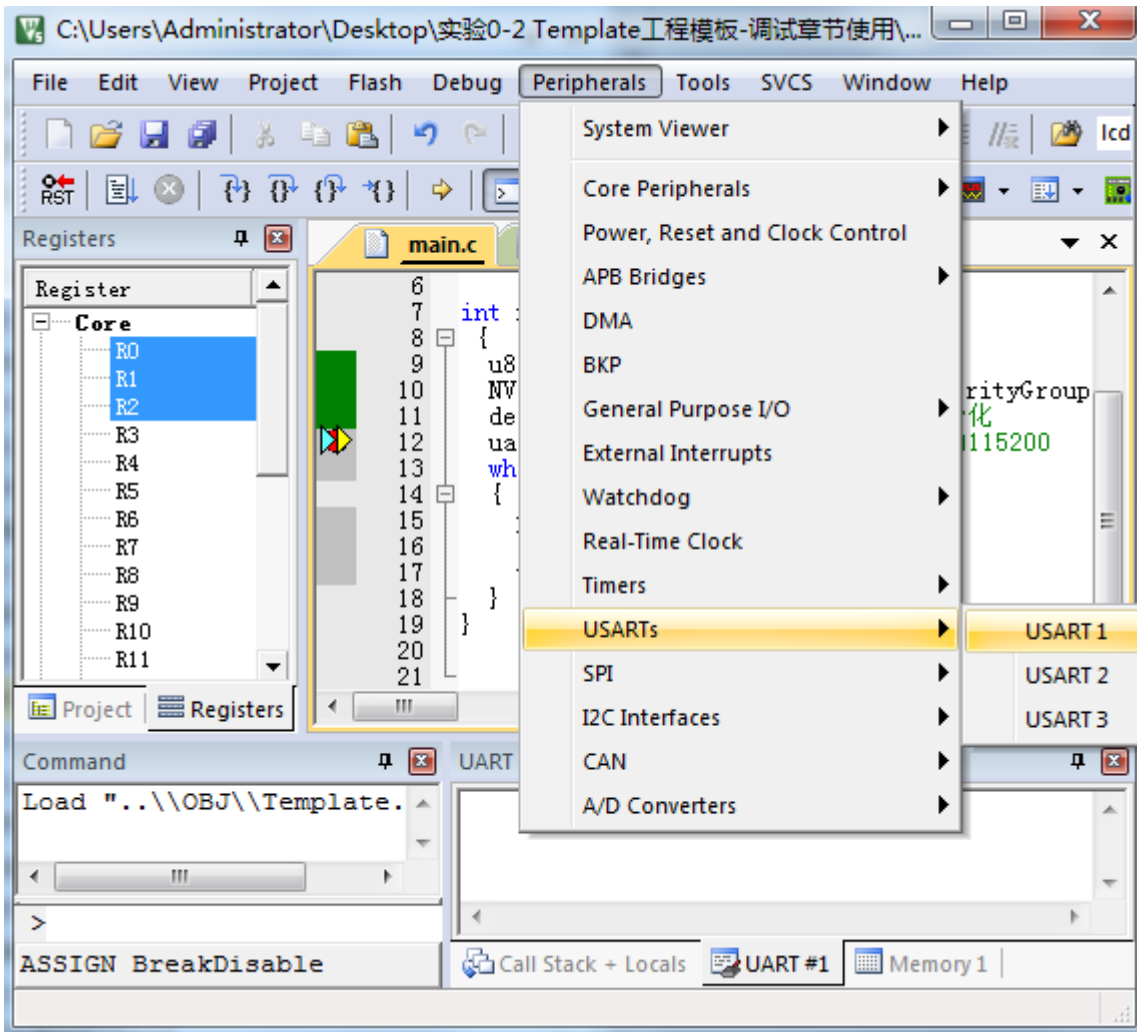 C:\Users\Administrator\Desktop\实验0-2 Template工程模板-调试章节使用\...
File Edit View Project Flash Debug Peripherals Tools SVCS Window Help
lcd
RST
Registers
main.c
Register
Core
R0
R1
R2
R3
R4
R5
R6
R7
R8
R9
R10
R11
Project Registers
6
7 int
8 {
9 u8
10 NV rityGroup
11 de 化
12 ua 115200
13 wh
14 {
15
16
17
18 }
19 }
20
21
System Viewer
Core Peripherals
Power, Reset and Clock Control
APB Bridges
DMA
BKP
General Purpose I/O
External Interrupts
Watchdog
Real-Time Clock
Timers
USARTs
SPI
I2C Interfaces
CAN
A/D Converters
USART 1
USART 2
USART 3
Command
Load "..\\OBJ\\Template.
>
ASSIGN BreakDisable
UART
Call Stack + Locals UART #1 Memory 1